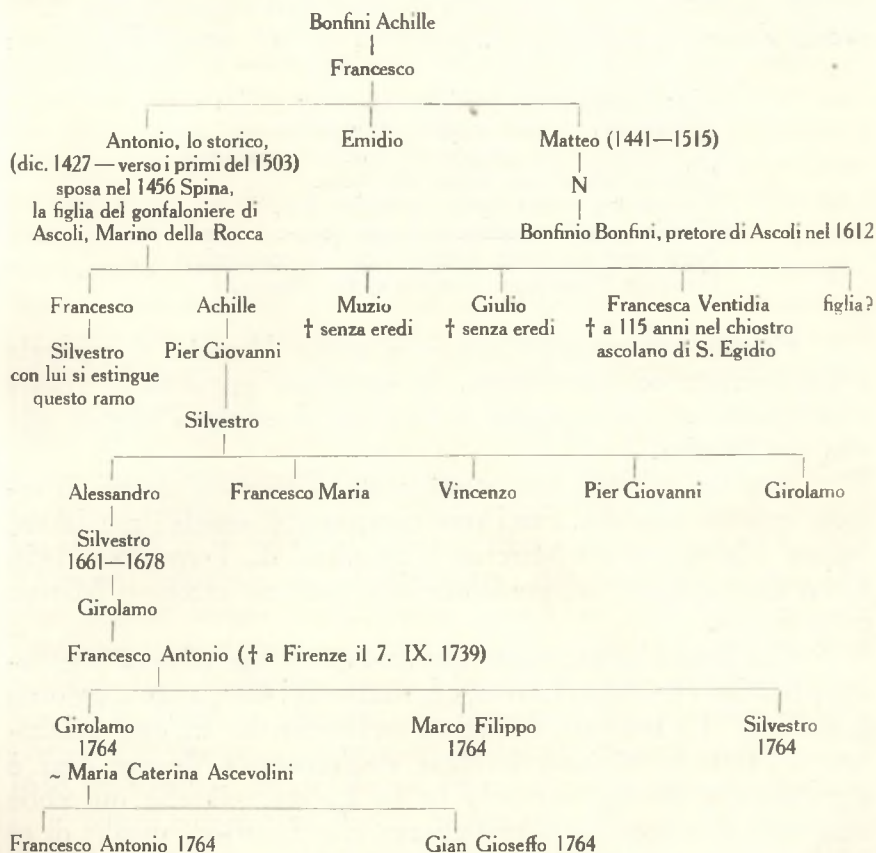 Bonfini Achille
Francesco
Antonio, lo storico,
(dic. 1427 — verso i primi del 1503)
sposa nel 1456 Spina,
la figlia del gonfaloniere di
Ascoli, Marino della Rocca
Emidio
Matteo (1441—1515)
N
Bonfinio Bonfini, pretore di Ascoli nel 1612
Francesco
Achille
Muzio
† senza eredi
Giulio
† senza eredi
Francesca Ventidia
† a 115 anni nel chiostro
ascolano di S. Egidio
figlia?
Silvestro
con lui si estingue
questo ramo
Pier Giovanni
Silvestro
Alessandro
Francesco Maria
Vincenzo
Pier Giovanni
Girolamo
Silvestro
1661—1678
Girolamo
Francesco Antonio († a Firenze il 7. IX. 1739)
Girolamo
1764
Marco Filippo
1764
Silvestro
1764
~ Maria Caterina Ascevolini
Francesco Antonio 1764
Gian Gioseffo 1764